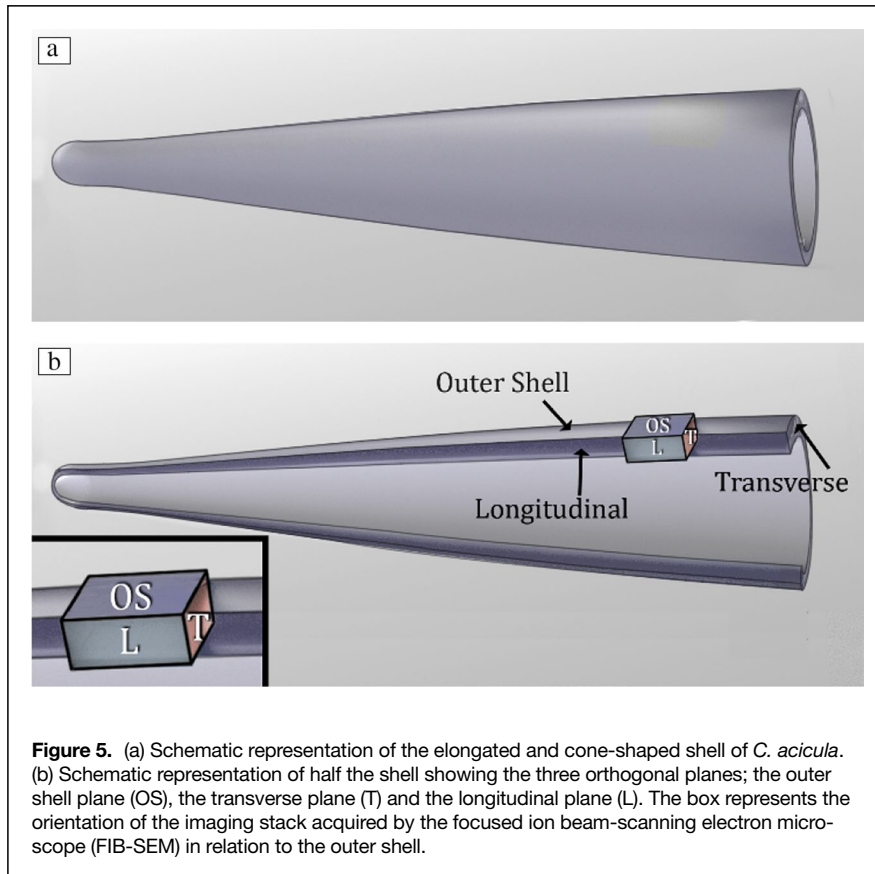 a
b
Outer Shell
OS
L
T
Transverse
Longitudinal
OS
L
T
Figure 5. (a) Schematic representation of the elongated and cone-shaped shell of C. acicula.
(b) Schematic representation of half the shell showing the three orthogonal planes; the outer
shell plane (OS), the transverse plane (T) and the longitudinal plane (L). The box represents the
orientation of the imaging stack acquired by the focused ion beam-scanning electron micro-
scope (FIB-SEM) in relation to the outer shell.